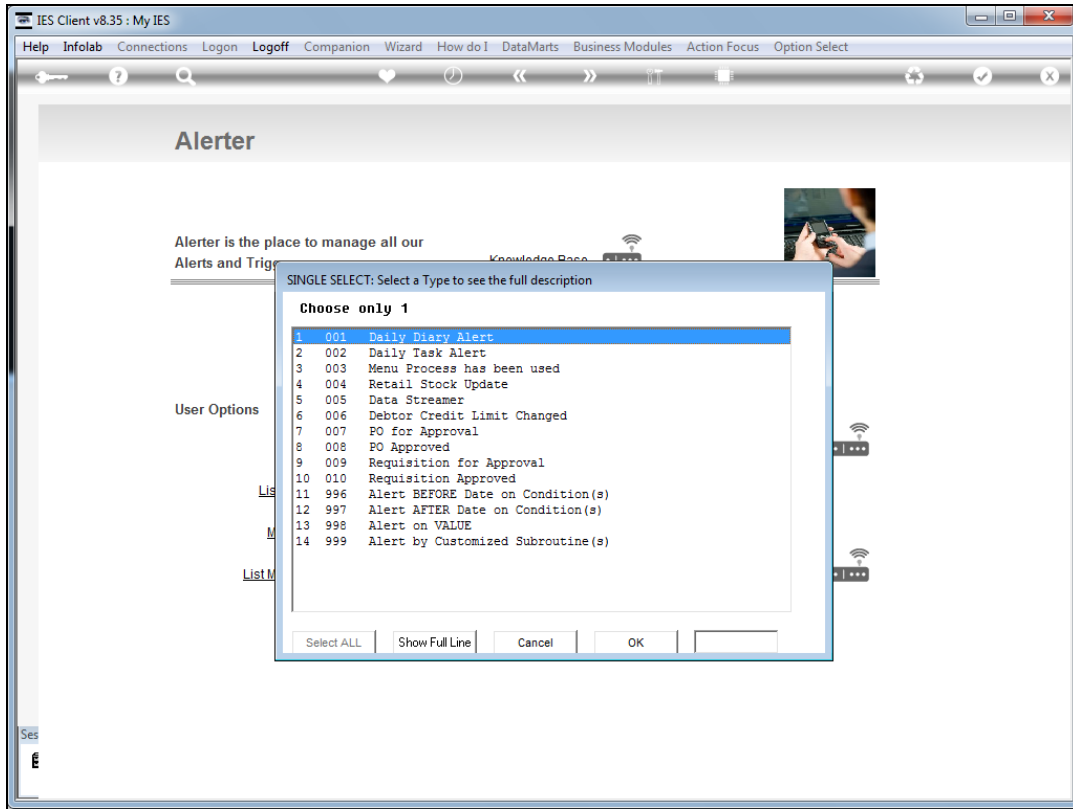 IES Client v8.35 : My IES
Help Infolab Connections Logon Logoff Companion Wizard How do I DataMarts Business Modules Action Focus Option Select
Alerter
Alerter is the place to manage all our
Alerts and Trig
Knowledge Base
SINGLE SELECT: Select a Type to see the full description
Choose only 1
1 001 Daily Diary Alert
2 002 Daily Task Alert
3 003 Menu Process has been used
4 004 Retail Stock Update
5 005 Data Streamer
6 006 Debtor Credit Limit Changed
7 007 PO for Approval
8 008 PO Approved
9 009 Requisition for Approval
10 010 Requisition Approved
11 996 Alert BEFORE Date on Condition(s)
12 997 Alert AFTER Date on Condition(s)
13 998 Alert on VALUE
14 999 Alert by Customized Subroutine(s)
User Options
Lis
M
List M
Select ALL Show Full Line Cancel OK
Ses